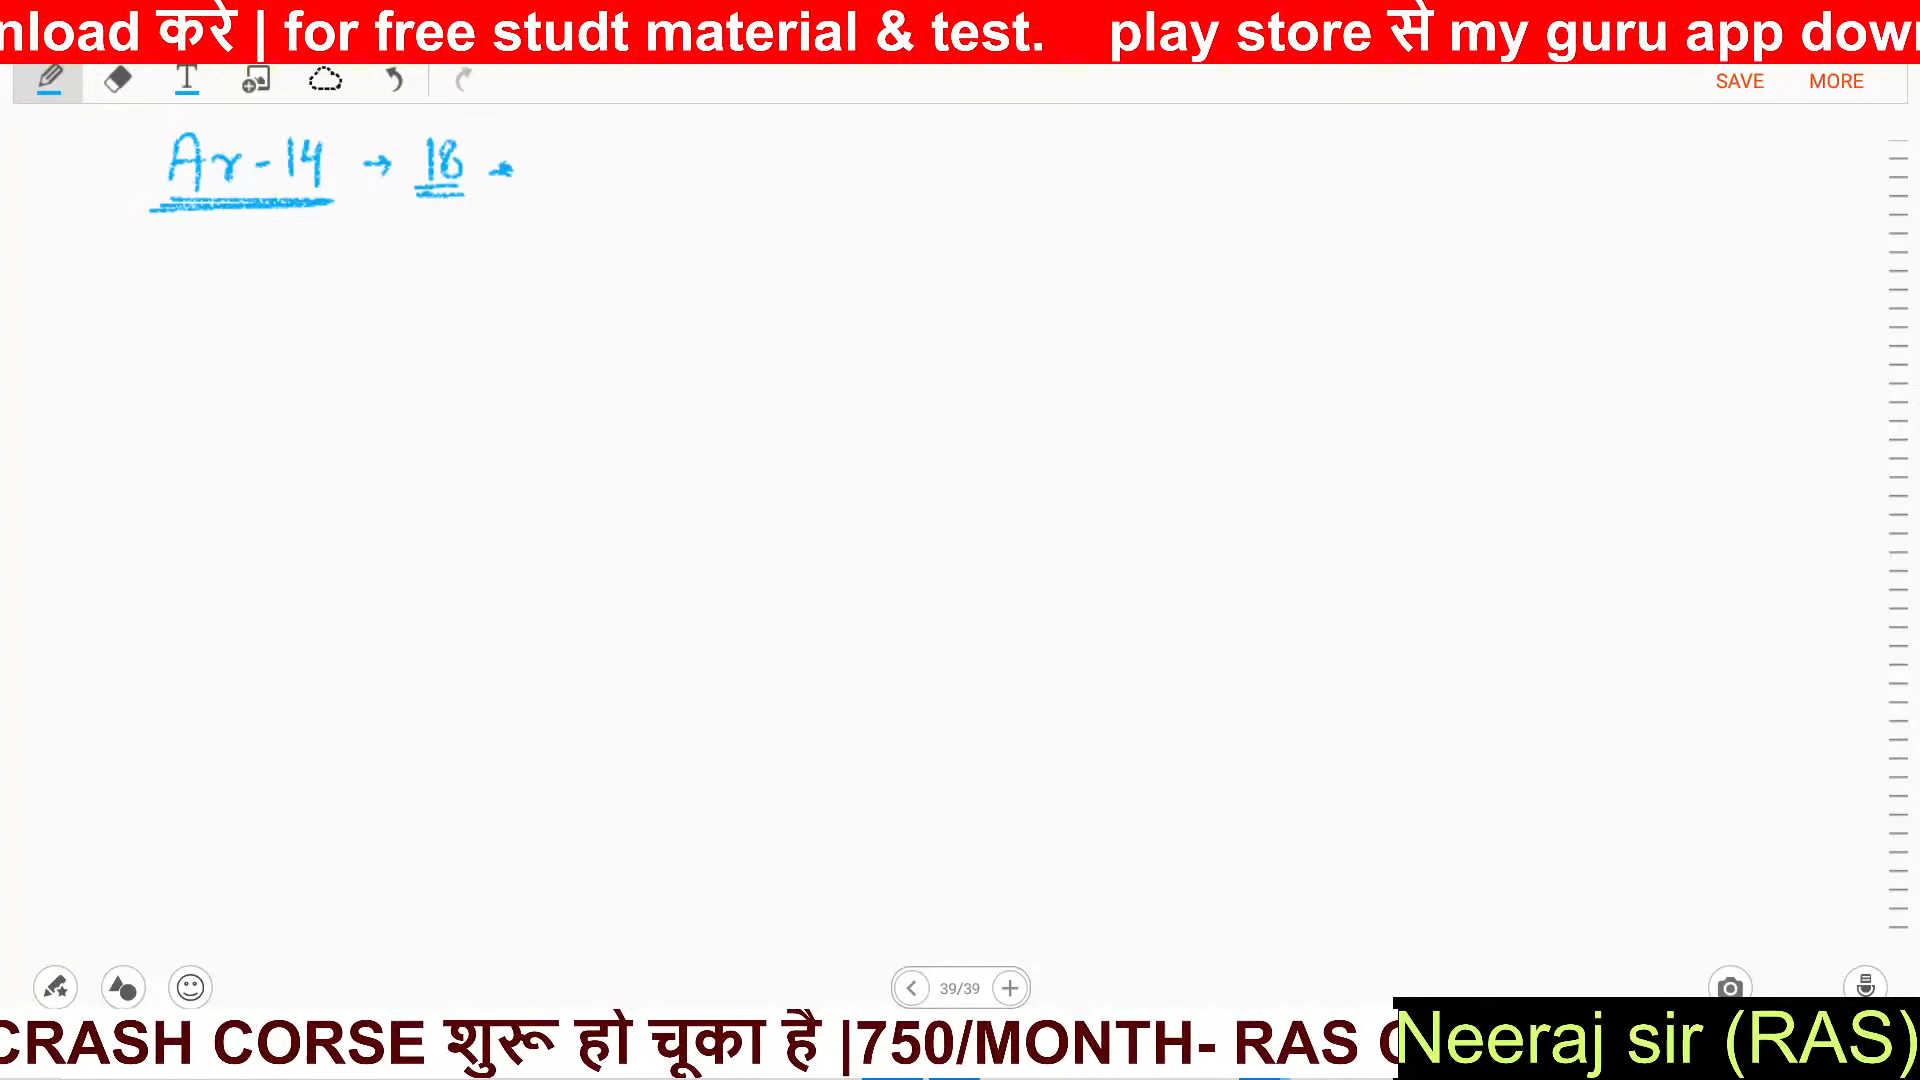 nload करे | for free studt material & test. play store से my guru app dow
SAVE MORE
Ar-14 → 18 →
39/39
CRASH CORSE शुरू हो चूका है |750/MONTH- RAS
Neeraj sir (RAS)